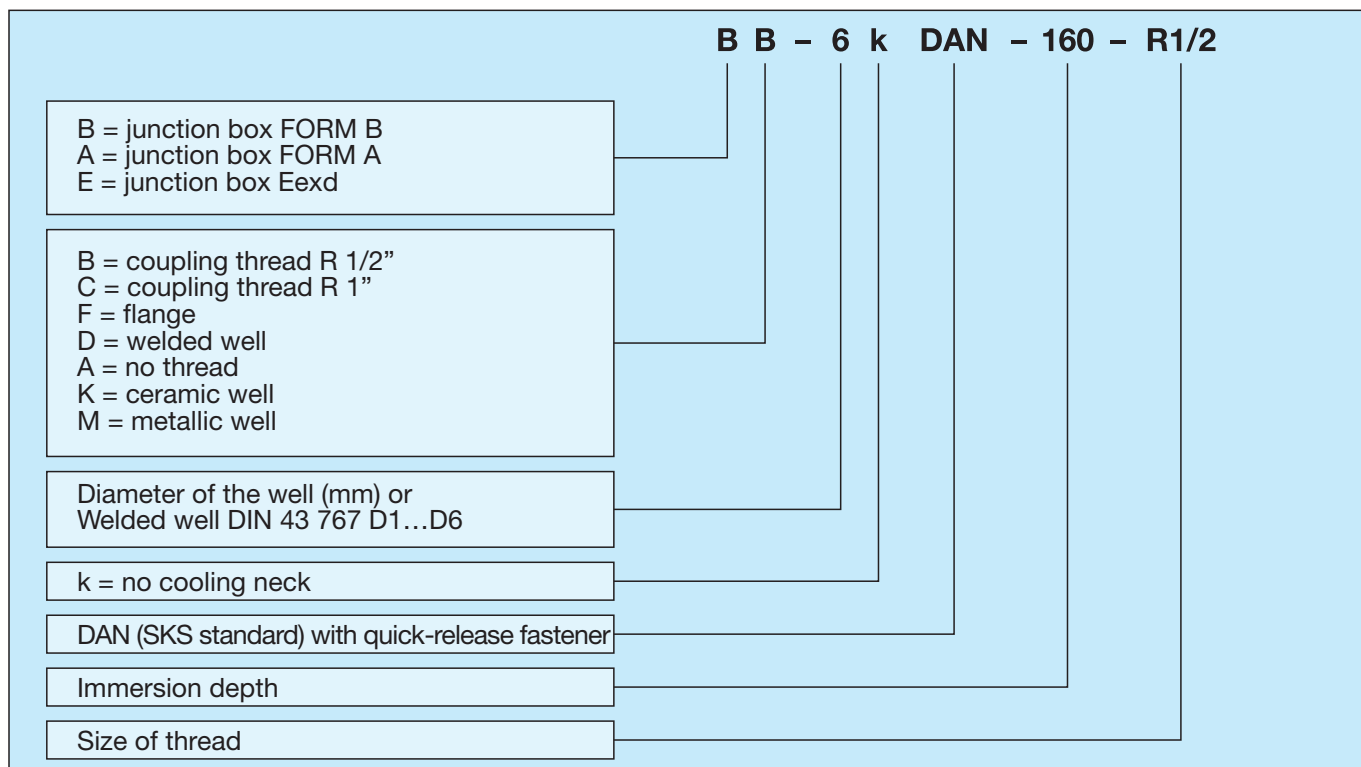 B B – 6 k DAN – 160 – R1/2
B = junction box FORM B
A = junction box FORM A
E = junction box Eexd
B = coupling thread R 1/2”
C = coupling thread R 1”
F = flange
D = welded well
A = no thread
K = ceramic well
M = metallic well
Diameter of the well (mm) or
Welded well DIN 43 767 D1…D6
k = no cooling neck
DAN (SKS standard) with quick-release fastener
Immersion depth
Size of thread